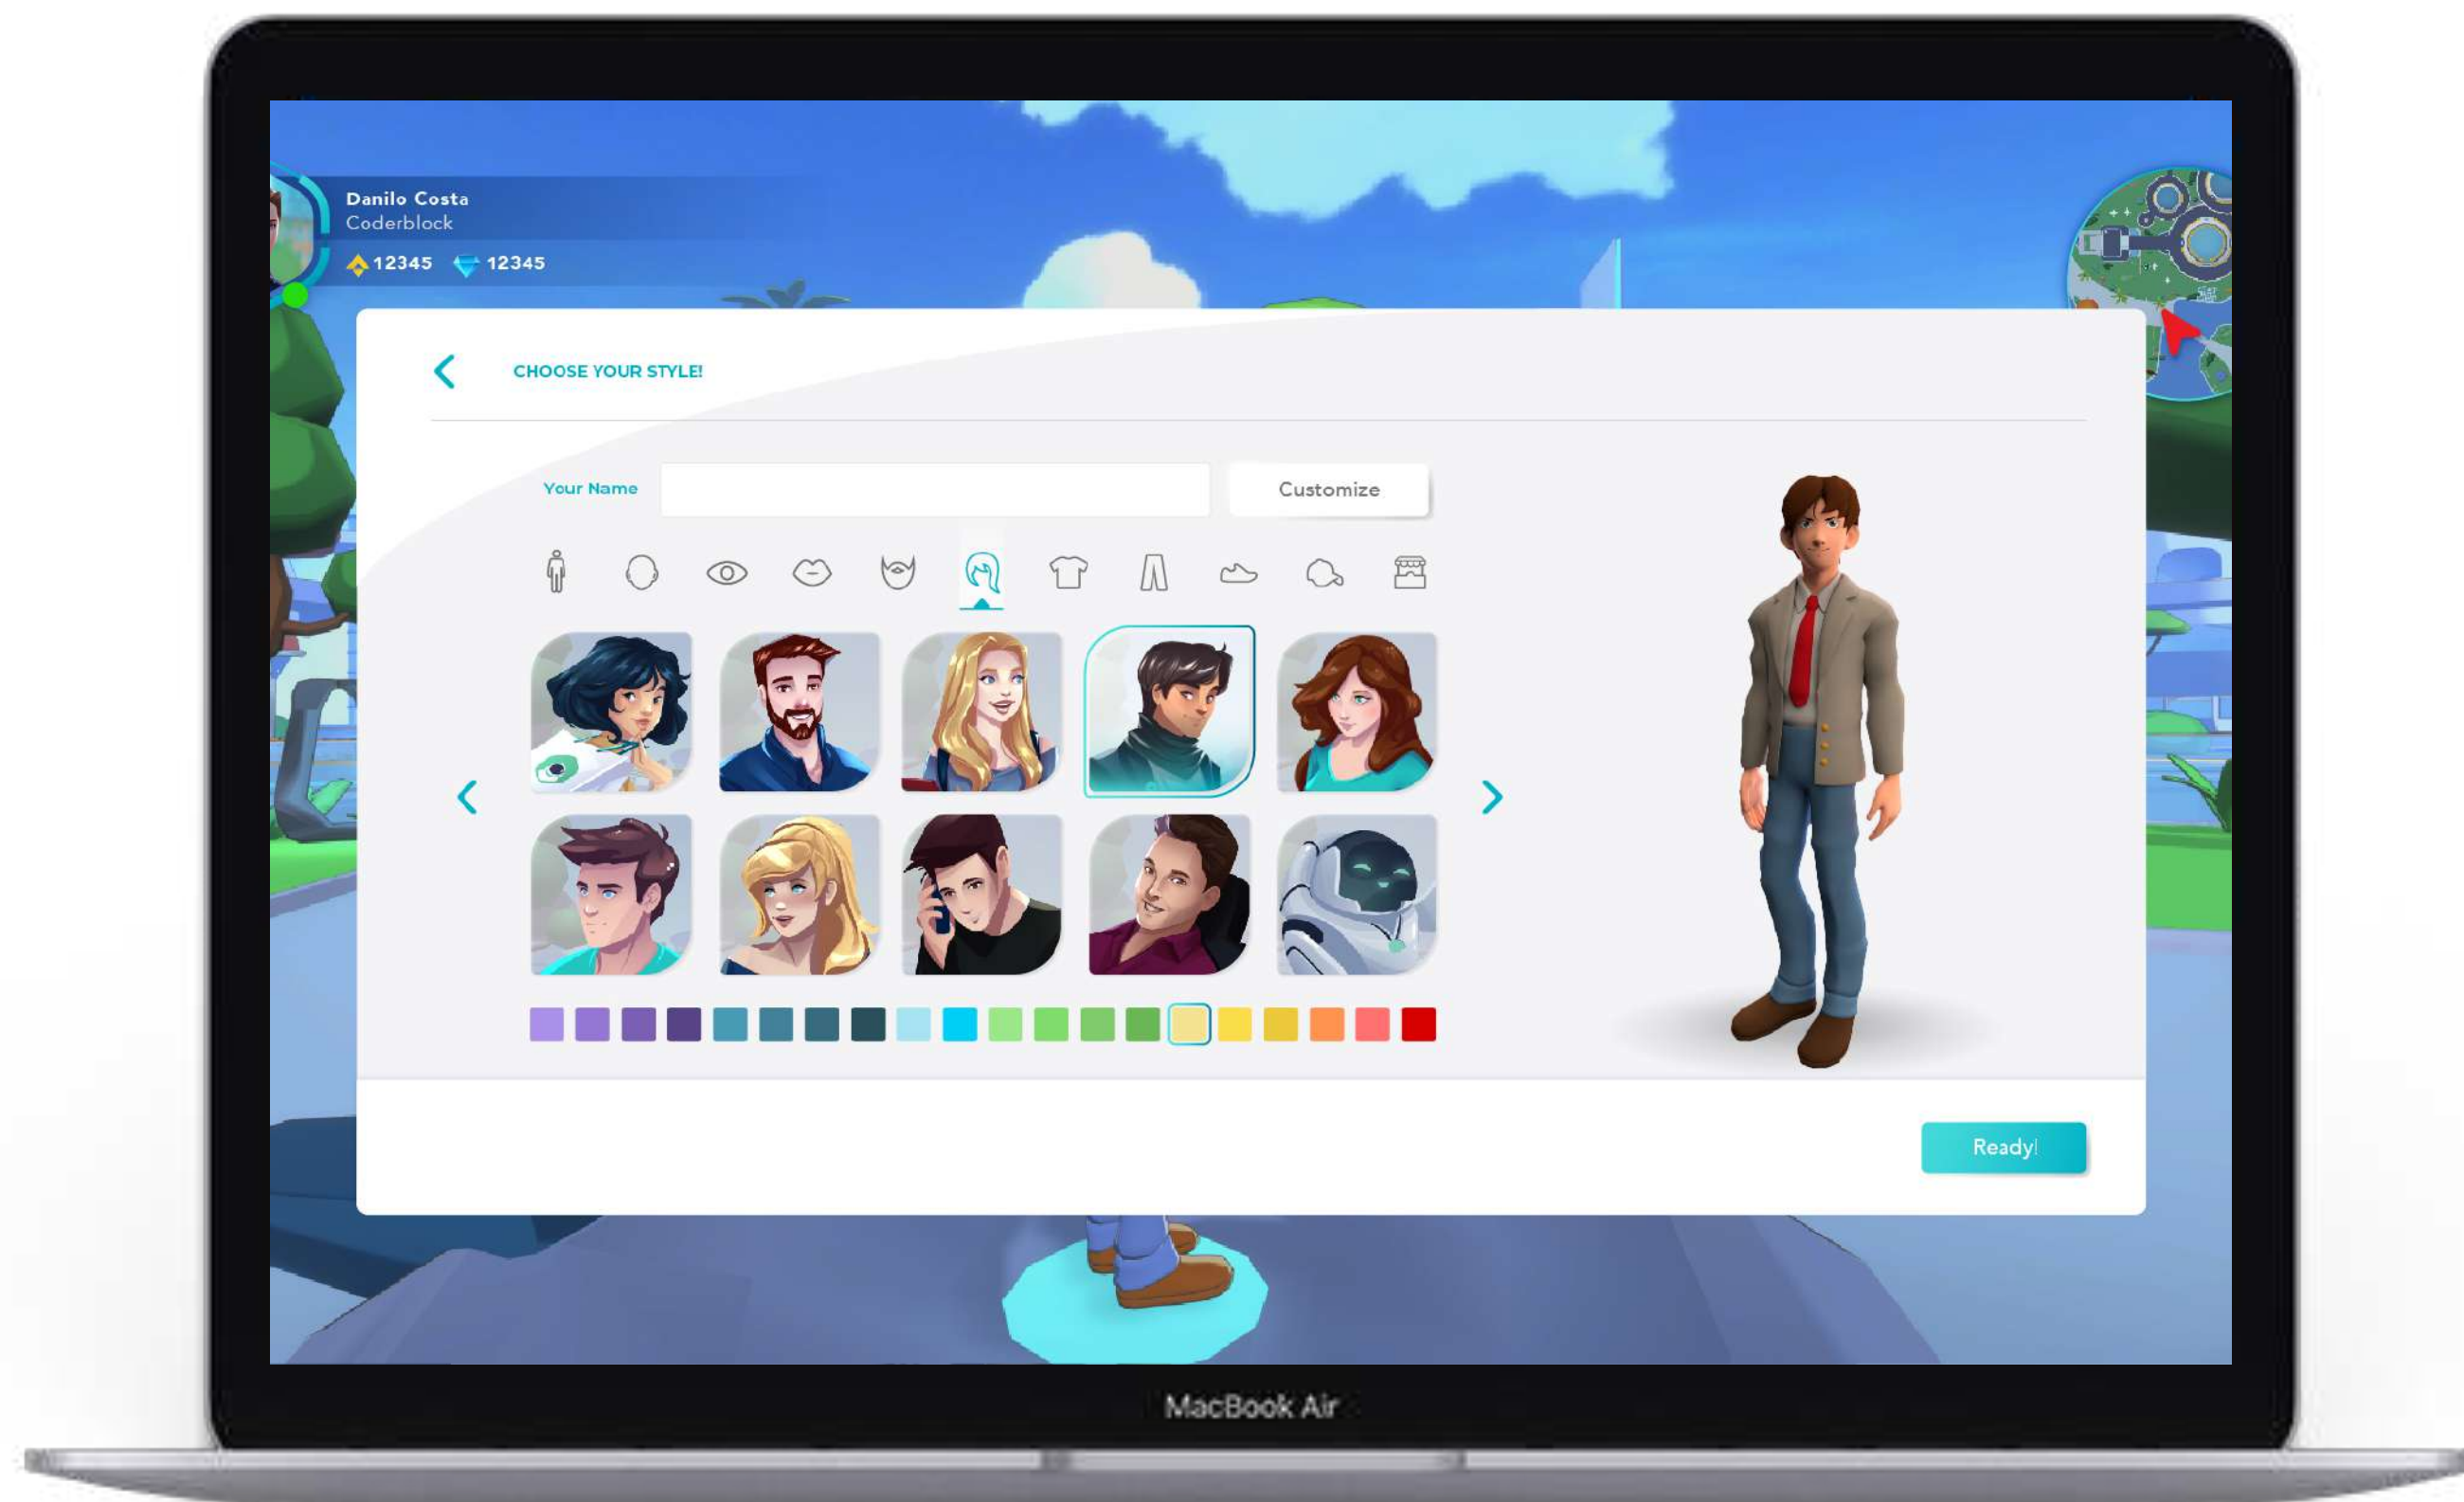 Danilo Costa
Coderblock
12345 12345
CHOOSE YOUR STYLE!
Your Name
Customize
Ready!
MacBook Air